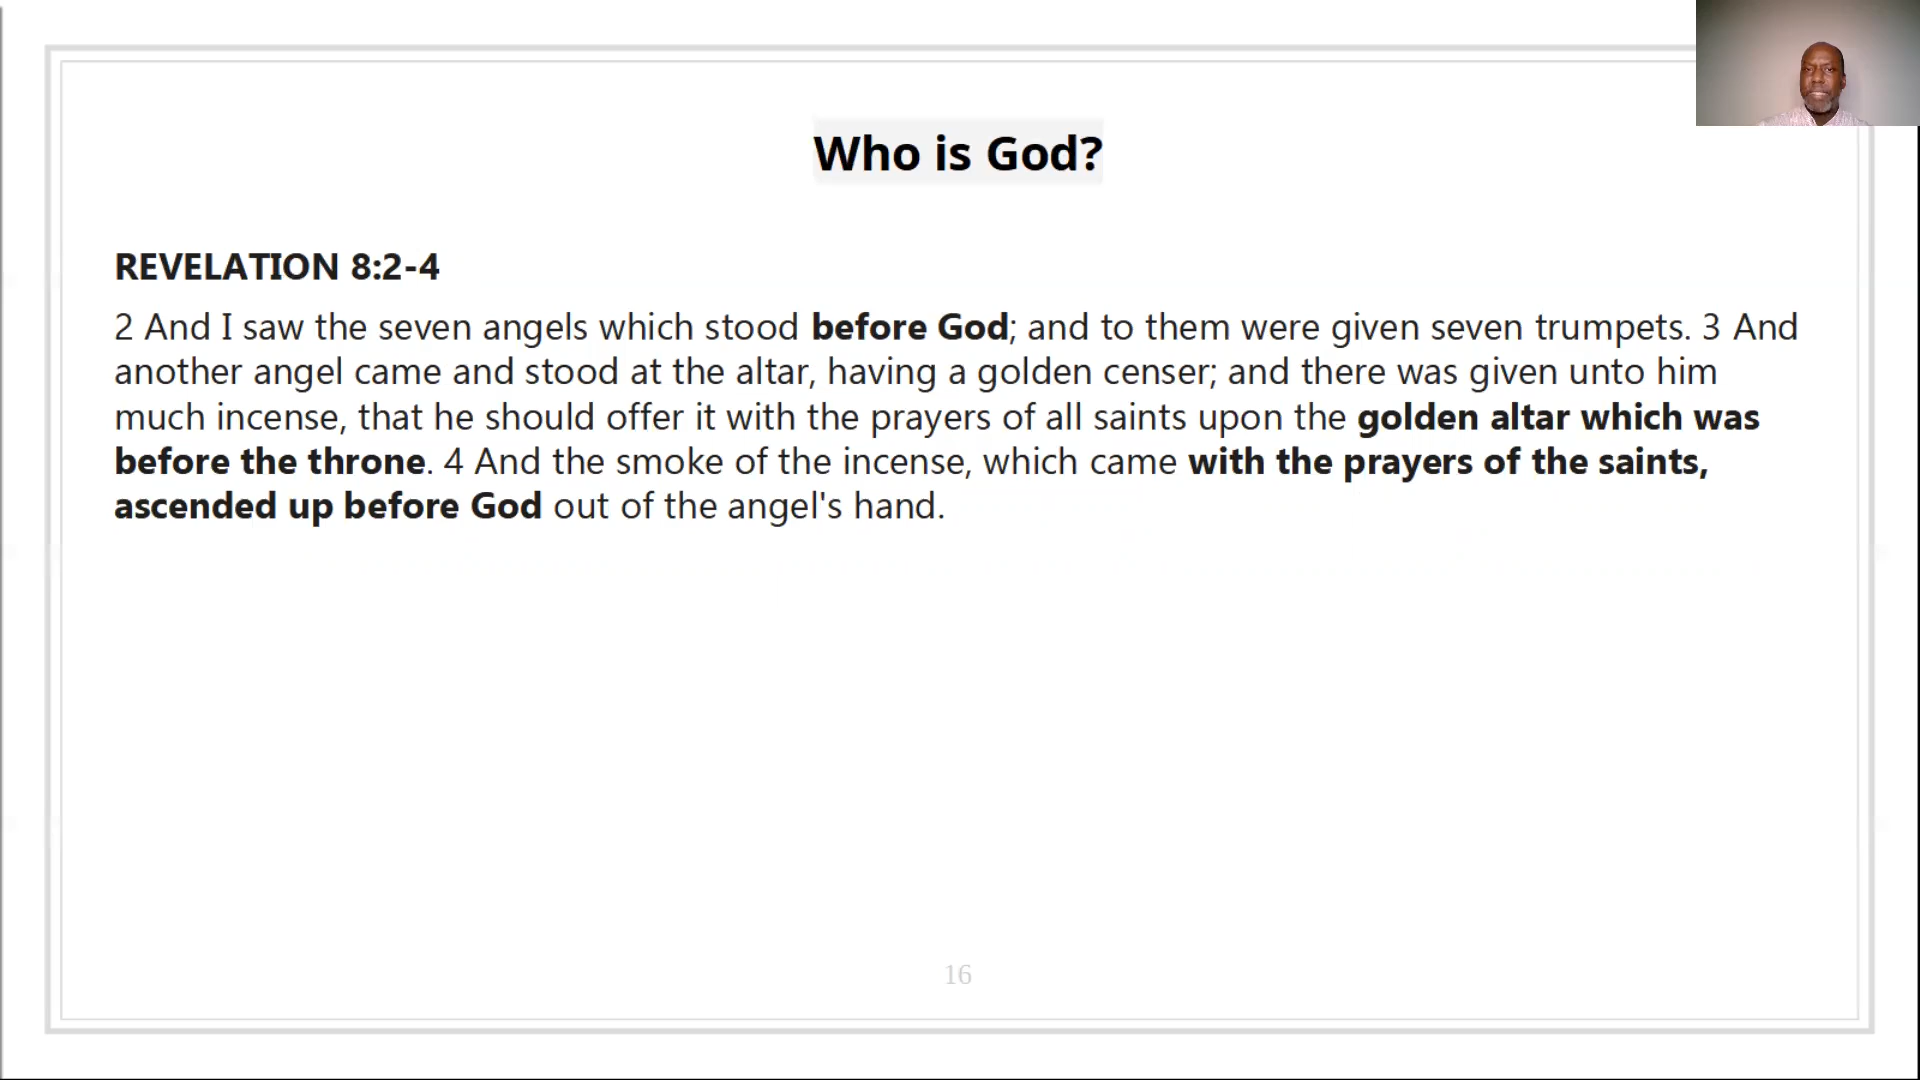 Who is God?
REVELATION 8:2-4
2 And I saw the seven angels which stood before God; and to them were given seven trumpets. 3 And
another angel came and stood at the altar, having a golden censer; and there was given unto him
much incense, that he should offer it with the prayers of all saints upon the golden altar which was
before the throne. 4 And the smoke of the incense, which came with the prayers of the saints,
ascended up before God out of the angel's hand.
16